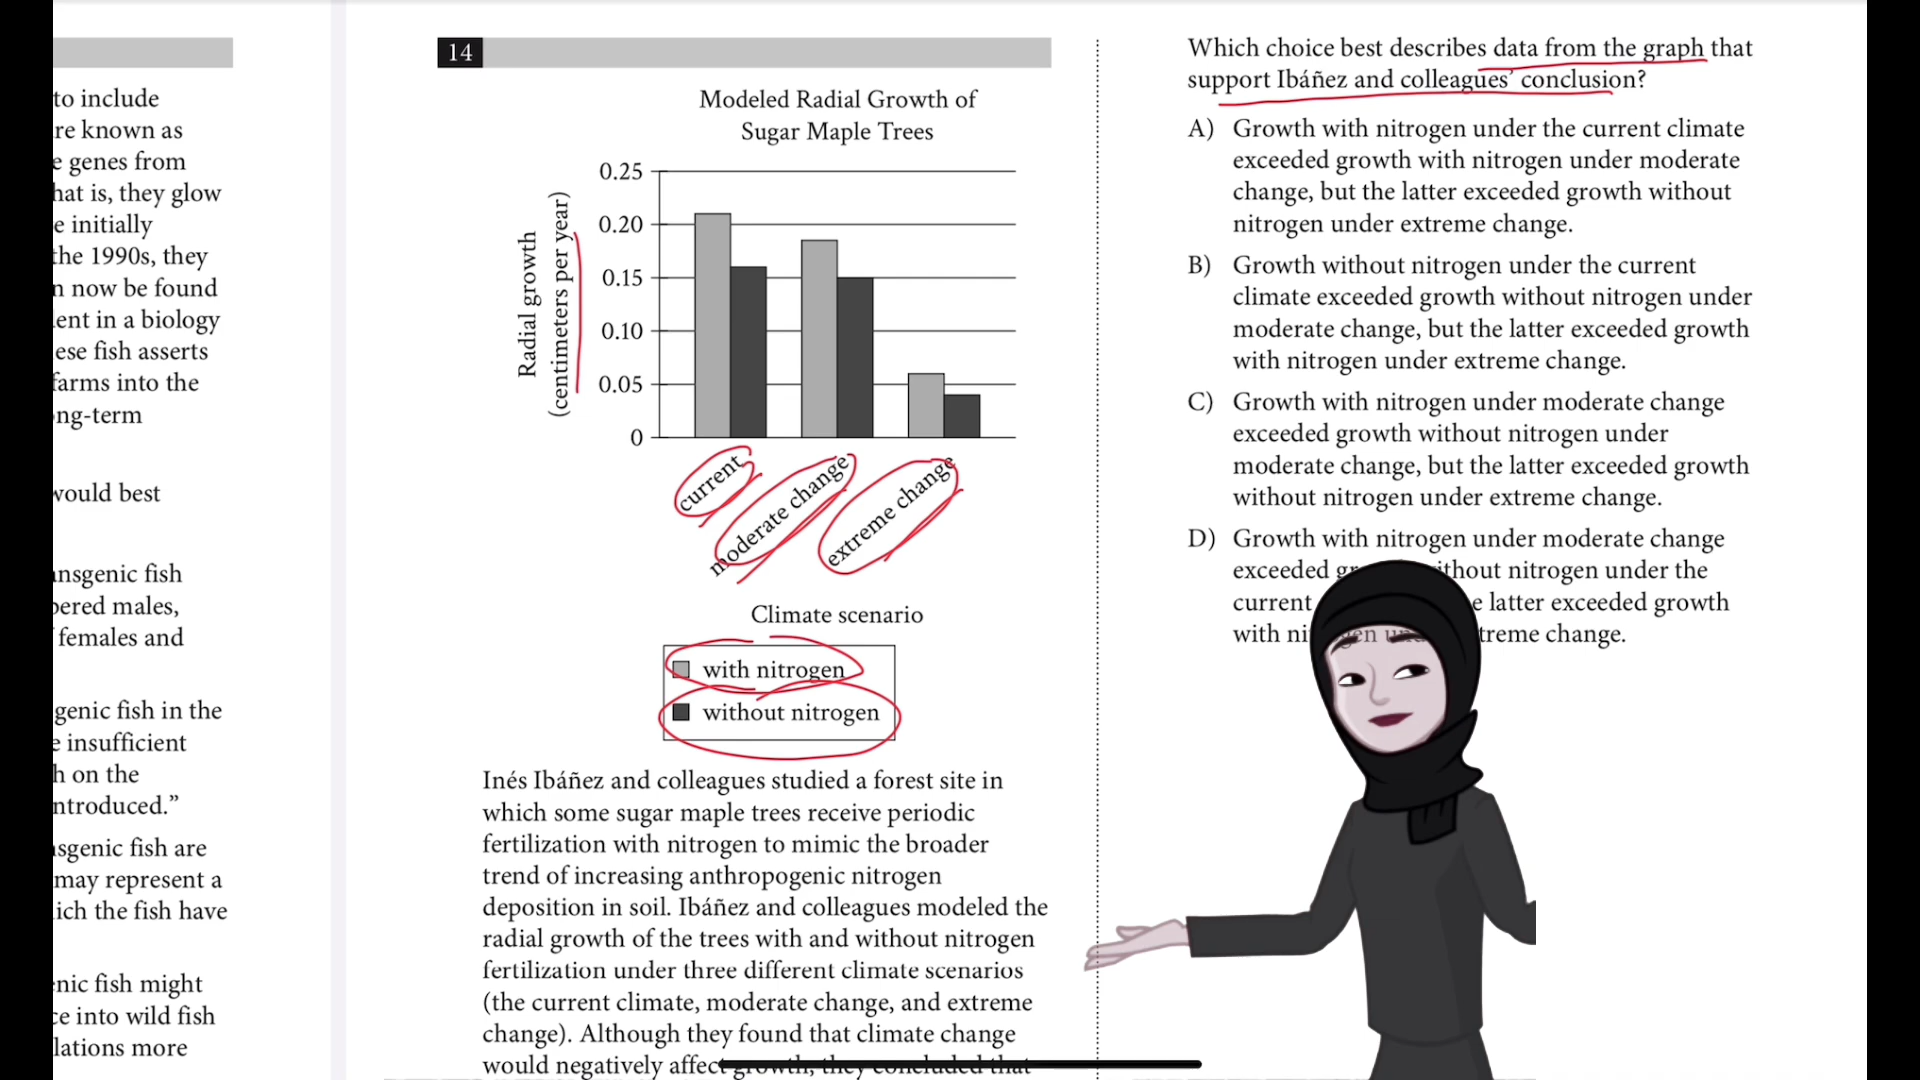 to include
re known as
e genes from
hat is, they glow
e initially
the 1990s, they
n now be found
ent in a biology
ese fish asserts
farms into the
ng-term
would best
ansgenic fish
pered males,
females and
genic fish in the
e insufficient
h on the
ntroduced.”
sgenic fish are
may represent a
ich the fish have
enic fish might
ce into wild fish
lations more
14
Modeled Radial Growth of
Sugar Maple Trees
Radial growth
(centimeters per year)
0.25
0.20
0.15
0.10
0.05
0
current
moderate change
extreme change
Climate scenario
with nitrogen
without nitrogen
Inés Ibáñez and colleagues studied a forest site in
which some sugar maple trees receive periodic
fertilization with nitrogen to mimic the broader
trend of increasing anthropogenic nitrogen
deposition in soil. Ibáñez and colleagues modeled the
radial growth of the trees with and without nitrogen
fertilization under three different climate scenarios
(the current climate, moderate change, and extreme
change). Although they found that climate change
would negatively affect growth, they concluded that
Which choice best describes data from the graph that
support Ibáñez and colleagues’ conclusion?
A) Growth with nitrogen under the current climate
exceeded growth with nitrogen under moderate
change, but the latter exceeded growth without
nitrogen under extreme change.
B) Growth without nitrogen under the current
climate exceeded growth without nitrogen under
moderate change, but the latter exceeded growth
with nitrogen under extreme change.
C) Growth with nitrogen under moderate change
exceeded growth without nitrogen under
moderate change, but the latter exceeded growth
without nitrogen under extreme change.
D) Growth with nitrogen under moderate change
exceeded without nitrogen under the
current latter exceeded growth
with extreme change.